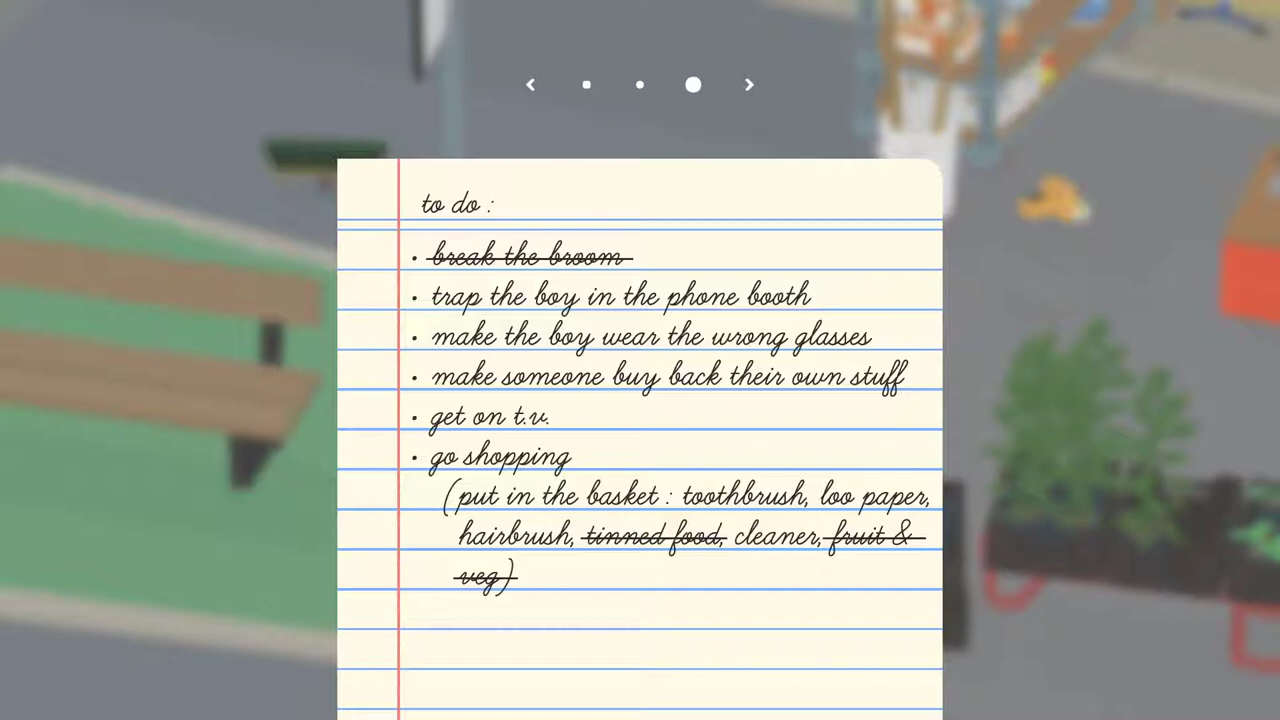 to do :
• break the broom
• trap the boy in the phone booth
• make the boy wear the wrong glasses
• make someone buy back their own stuff
• get on t.v.
• go shopping
(put in the basket : toothbrush, loo paper,
hairbrush, tinned food, cleaner, fruit &
veg)